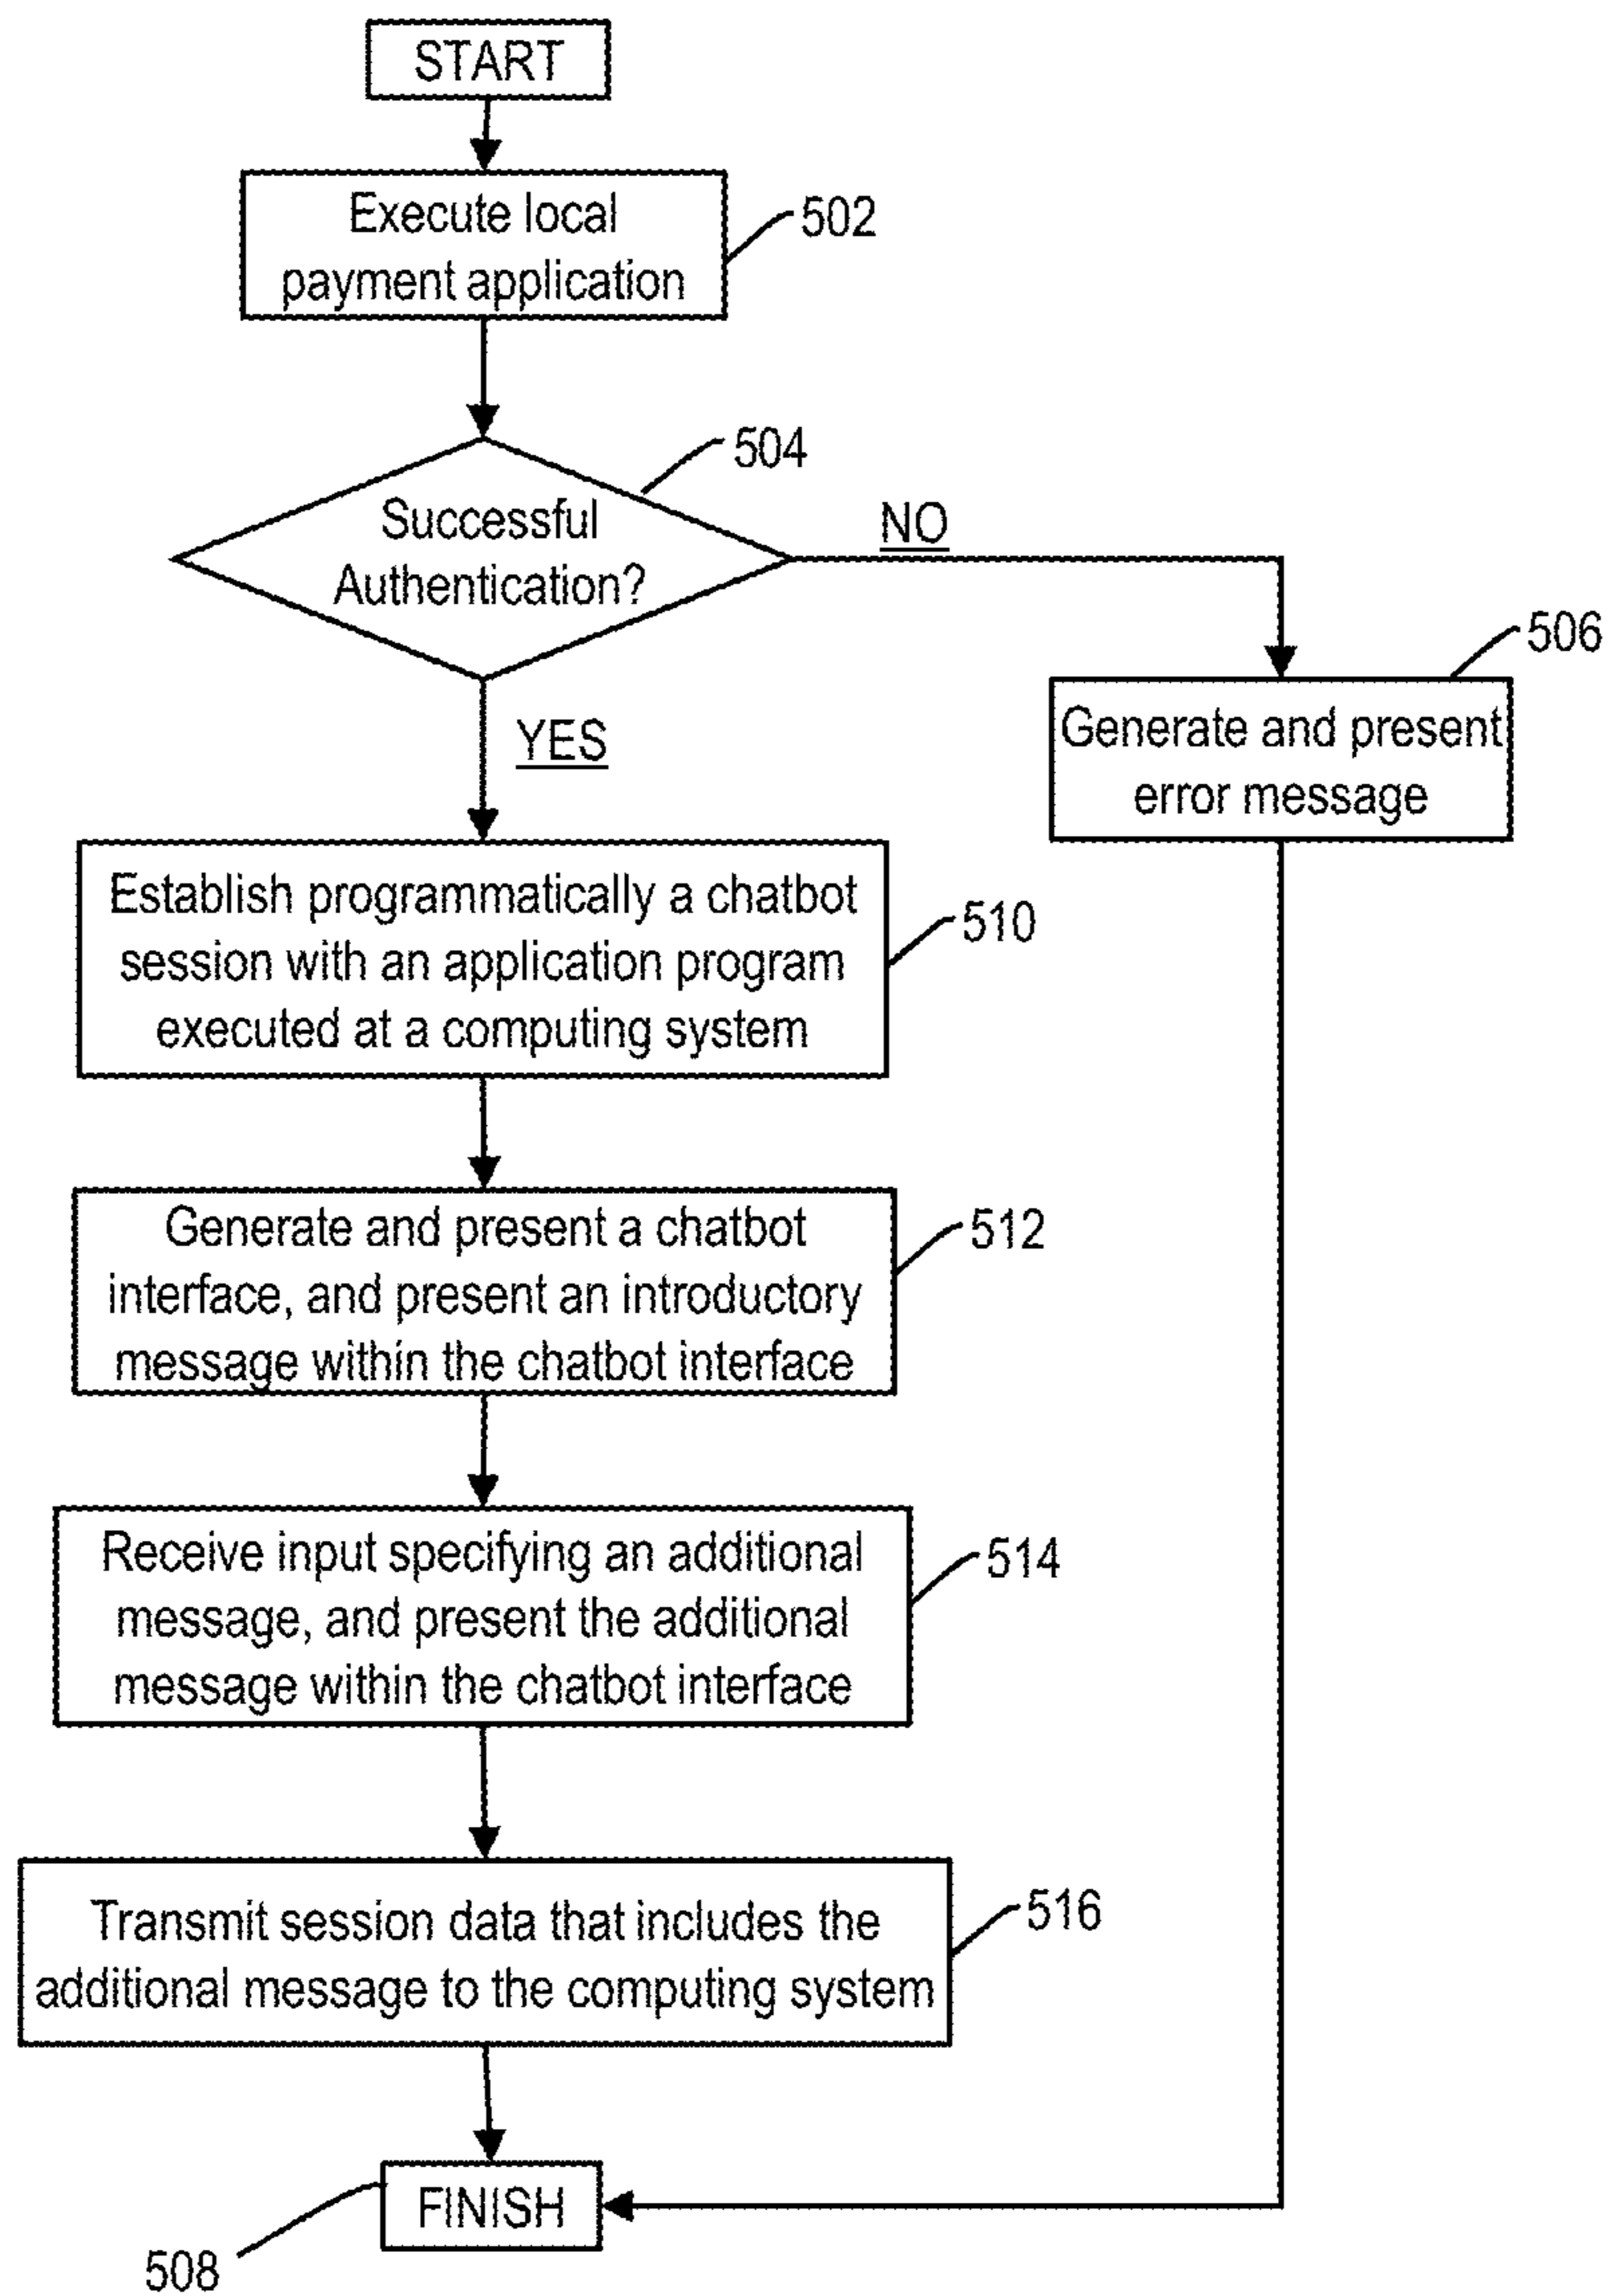 START
Execute local
payment application
502
504
Successful
Authentication?
NO
506
Generate and present
error message
YES
Establish programmatically a chatbot
session with an application program
executed at a computing system
510
Generate and present a chatbot
interface, and present an introductory
message within the chatbot interface
512
Receive input specifying an additional
message, and present the additional
message within the chatbot interface
514
Transmit session data that includes the
additional message to the computing system
516
FINISH
508